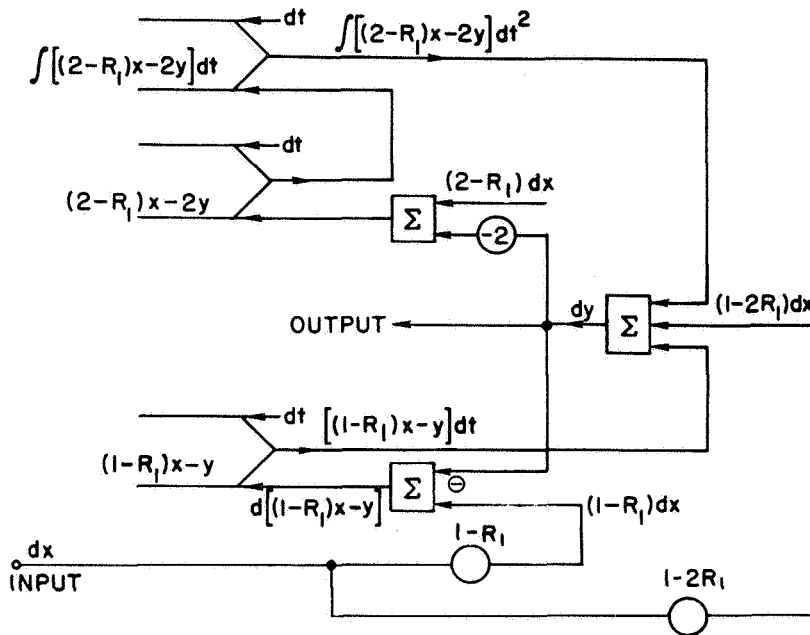 dt
∫[(2-R₁)x-2y]dt²
∫[(2-R₁)x-2y]dt
dt
(2-R₁)dx
(2-R₁)x-2y
Σ
-2
dy
(1-2R₁)dx
OUTPUT
Σ
dt
[(1-R₁)x-y]dt
(1-R₁)x-y
Σ
⊖
d[(1-R₁)x-y]
(1-R₁)dx
1-R₁
dx
INPUT
1-2R₁